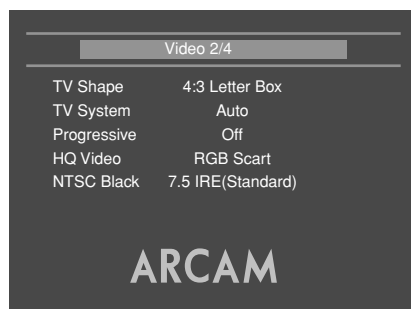 Video 2/4
TV Shape 4:3 Letter Box
TV System Auto
Progressive Off
HQ Video RGB Scart
NTSC Black 7.5 IRE(Standard)
ARCAM